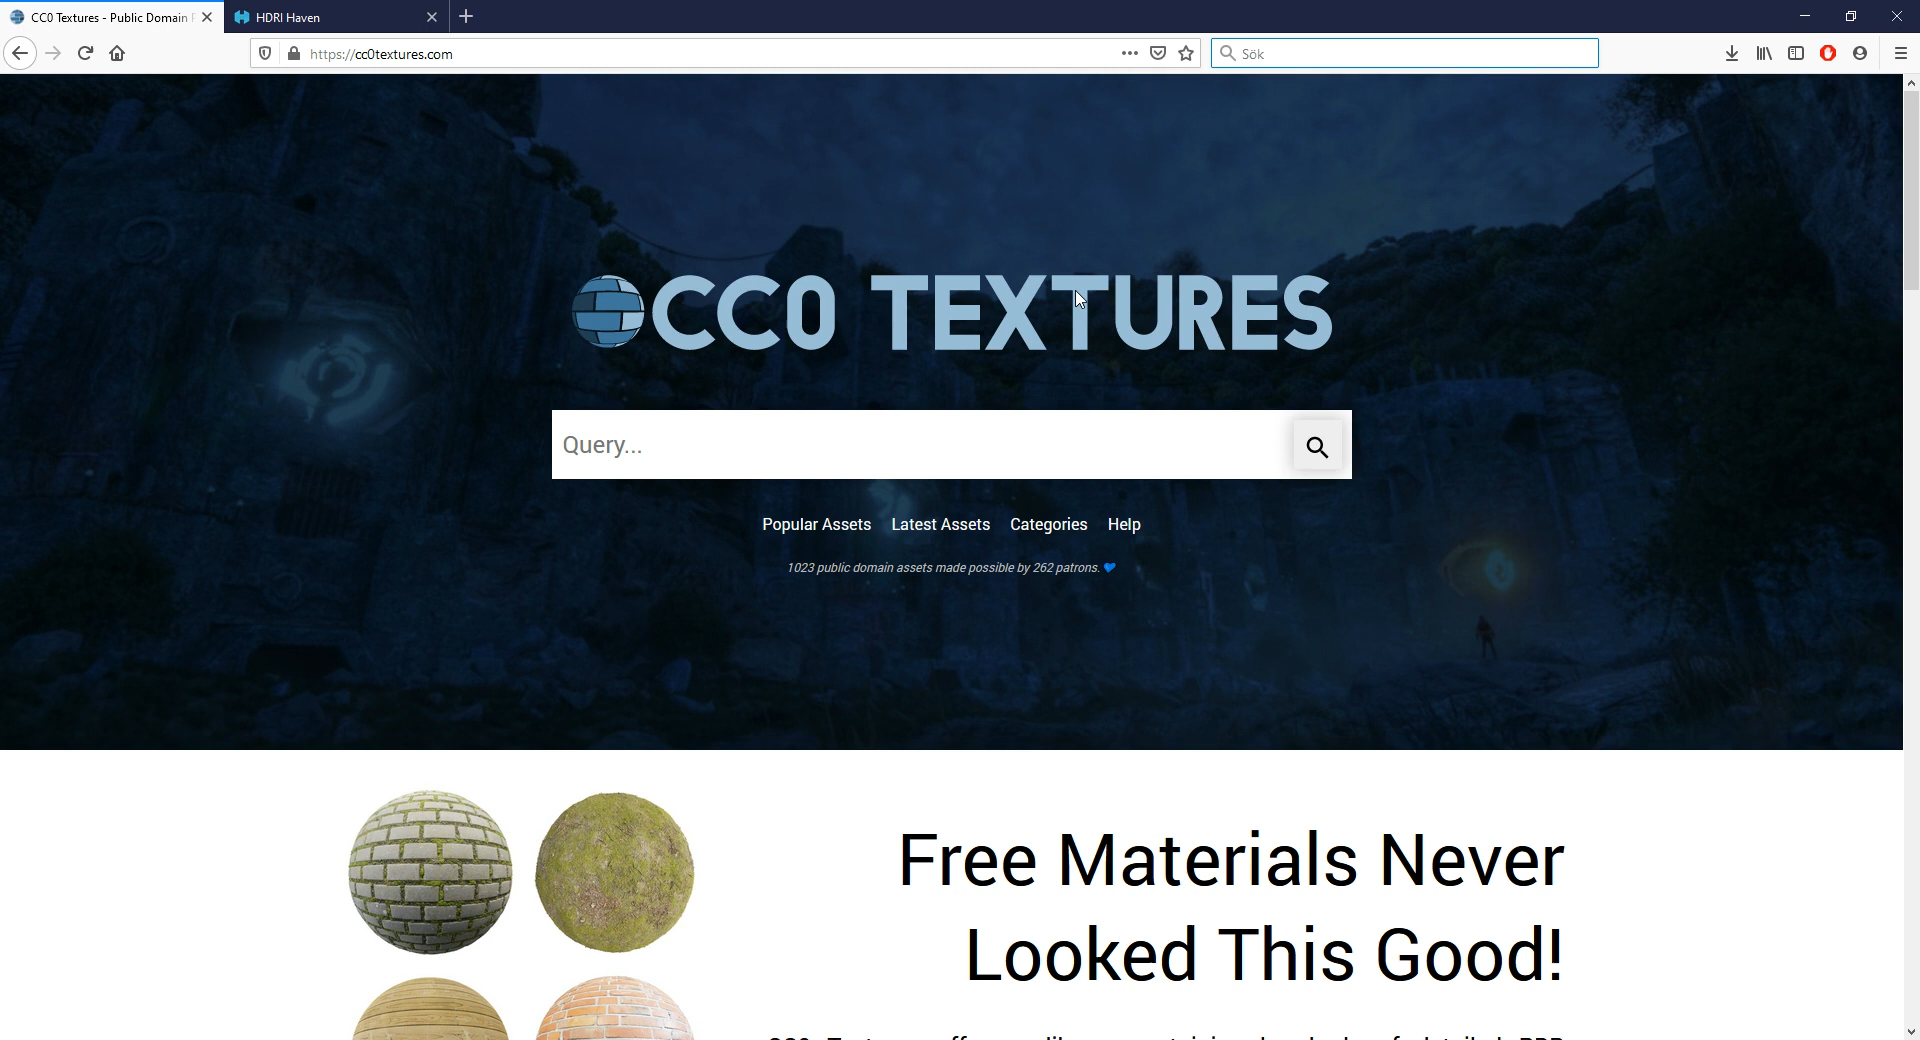 CC0 Textures - Public Domain
HDRI Haven
https://cc0textures.com
Sök
CC0 TEXTURES
Query...
Popular Assets Latest Assets Categories Help
1023 public domain assets made possible by 262 patrons.
Free Materials Never
Looked This Good!